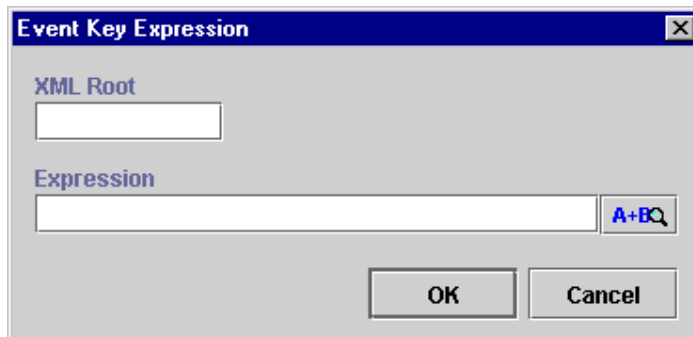 Event Key Expression
XML Root
Expression
A+B
OK Cancel